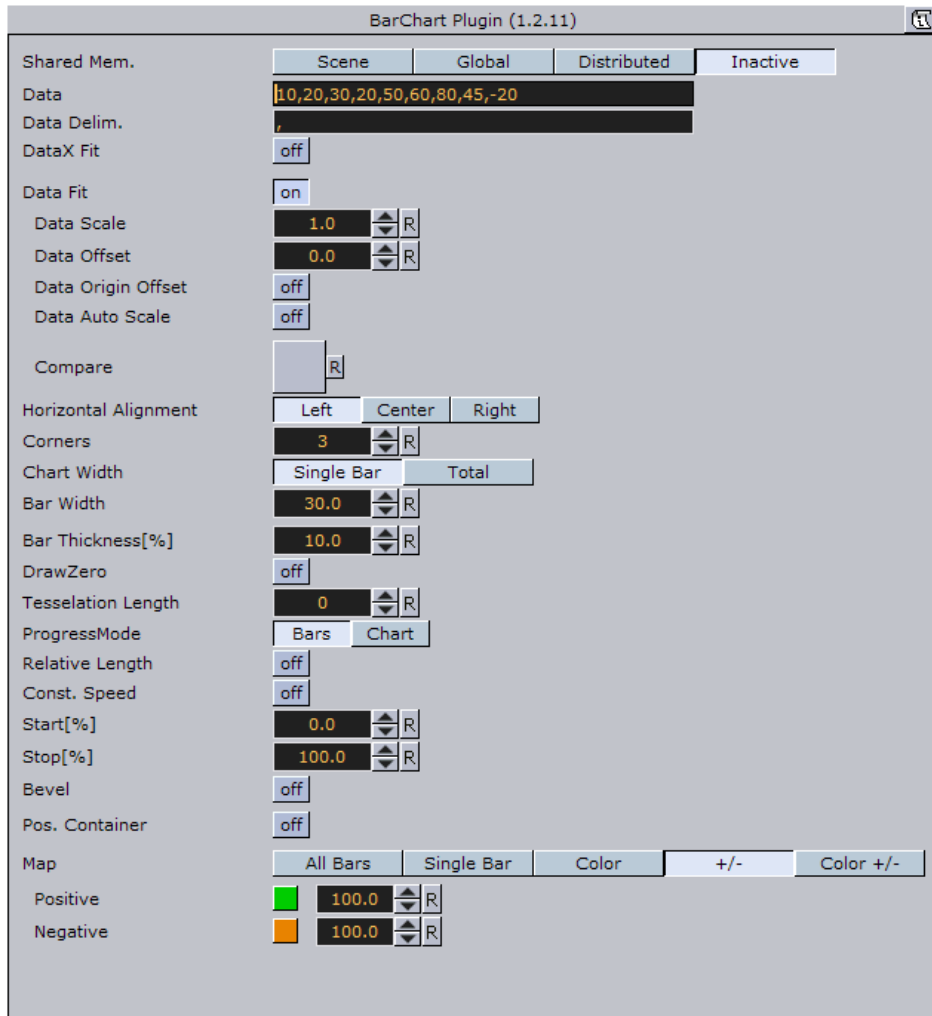 BarChart Plugin (1.2.11)
Shared Mem. Scene Global Distributed Inactive
Data 10,20,30,20,50,60,80,45,-20
Data Delim. ,
DataX Fit off
Data Fit on
Data Scale 1.0 R
Data Offset 0.0 R
Data Origin Offset off
Data Auto Scale off
Compare R
Horizontal Alignment Left Center Right
Corners 3 R
Chart Width Single Bar Total
Bar Width 30.0 R
Bar Thickness[%] 10.0 R
DrawZero off
Tesselation Length 0 R
ProgressMode Bars Chart
Relative Length off
Const. Speed off
Start[%] 0.0 R
Stop[%] 100.0 R
Bevel off
Pos. Container off
Map All Bars Single Bar Color +/- Color +/-
Positive 100.0 R
Negative 100.0 R